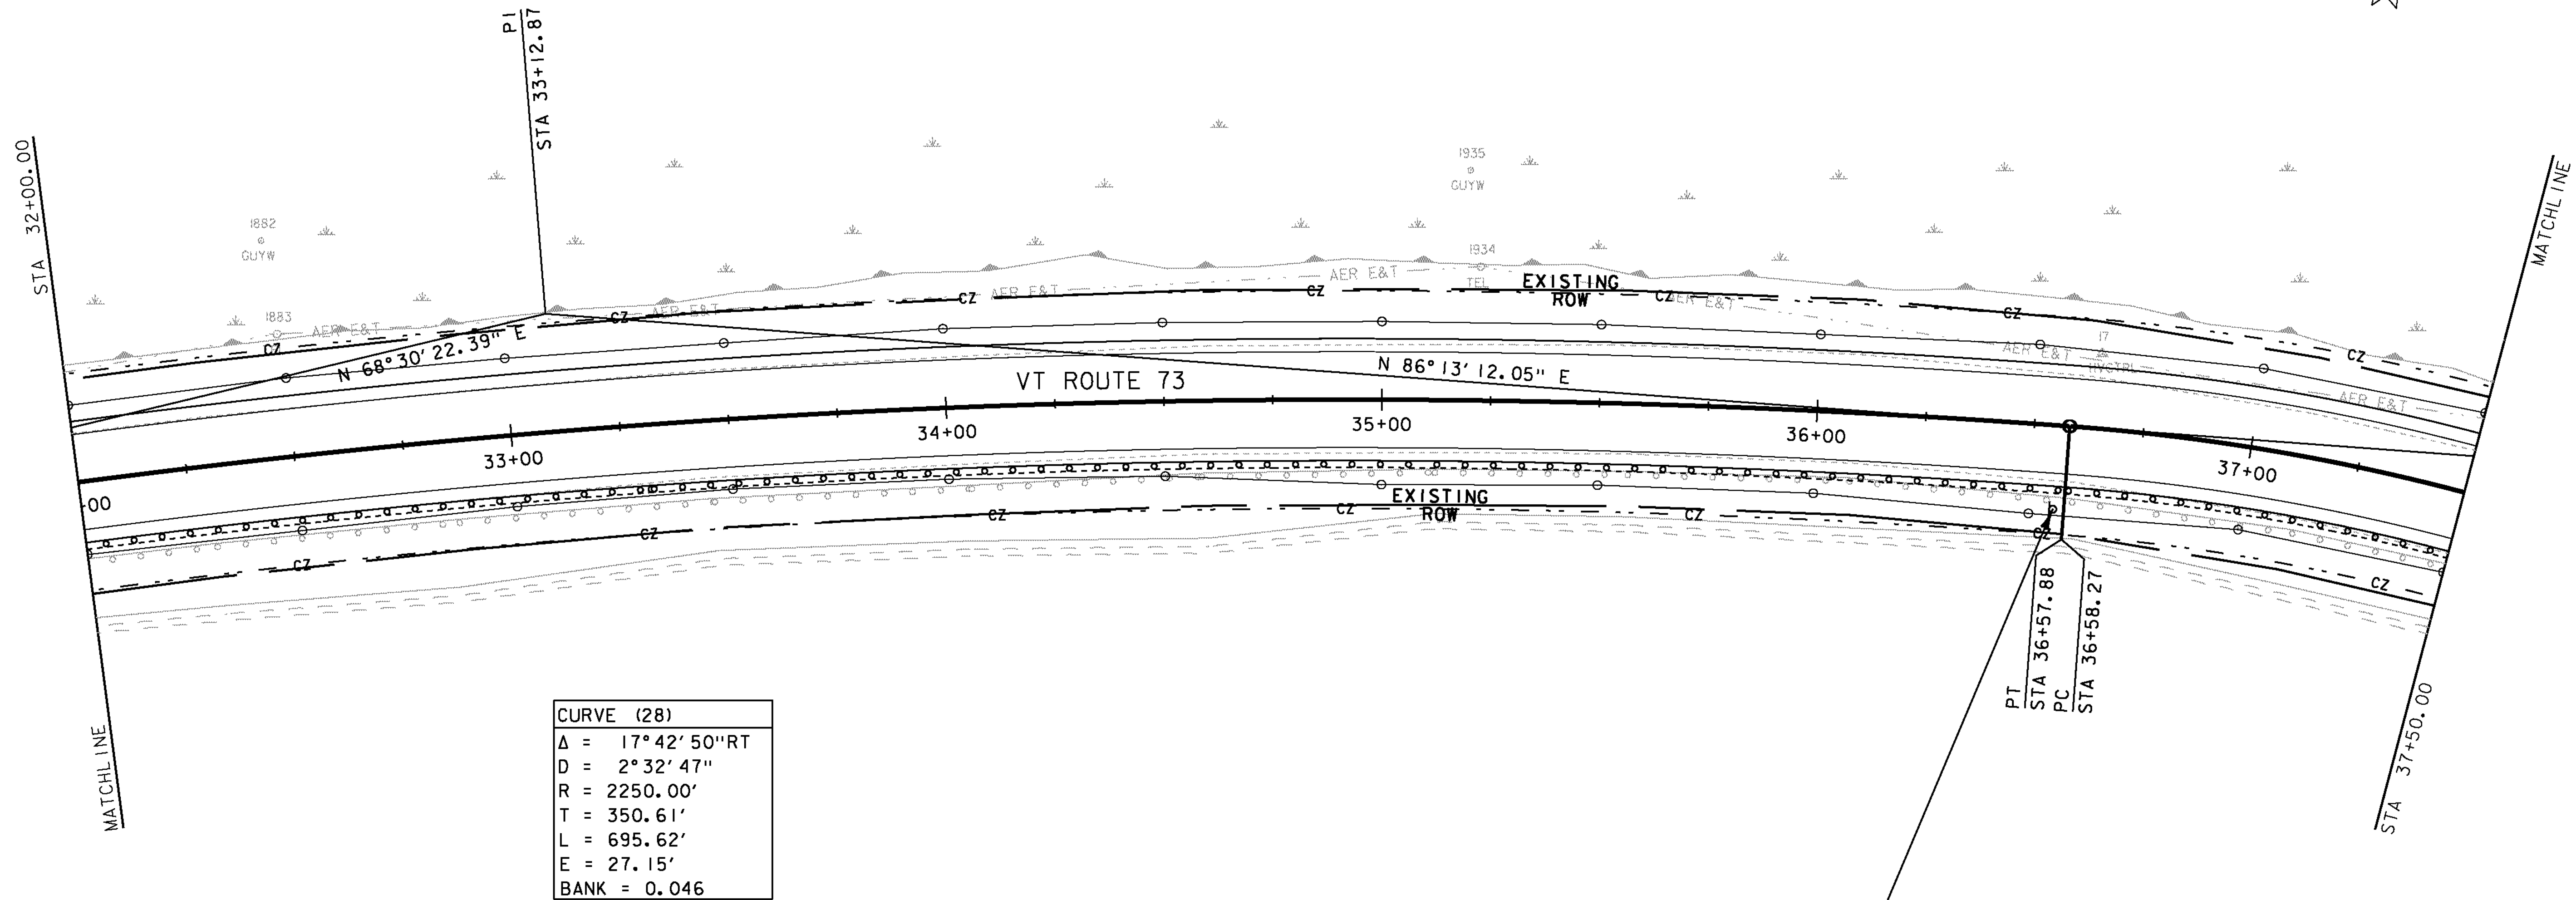 PI
STA 33+12.87
STA 32+00.00
MATCHLINE
1935
GUYW
1882
GUYW
1934
TEL
1883
AER E&T
AER E&T
AER E&T
AER E&T
AER E&T
AER E&T
AER E&T
17
EXISTING
ROW
CZ
CZ
CZ
CZ
CZ
CZ
CZ
N 68°30'22.39" E
N 86°13'12.05" E
VT ROUTE 73
00
33+00
34+00
35+00
36+00
37+00
EXISTING
ROW
CZ
CZ
CZ
CZ
CZ
CZ
CZ
PT
STA 36+57.88
PC
STA 36+58.27
MATCHLINE
STA 37+50.00
CURVE (28)
Δ = 17°42'50"RT
D = 2°32'47"
R = 2250.00'
T = 350.61'
L = 695.62'
E = 27.15'
BANK = 0.046